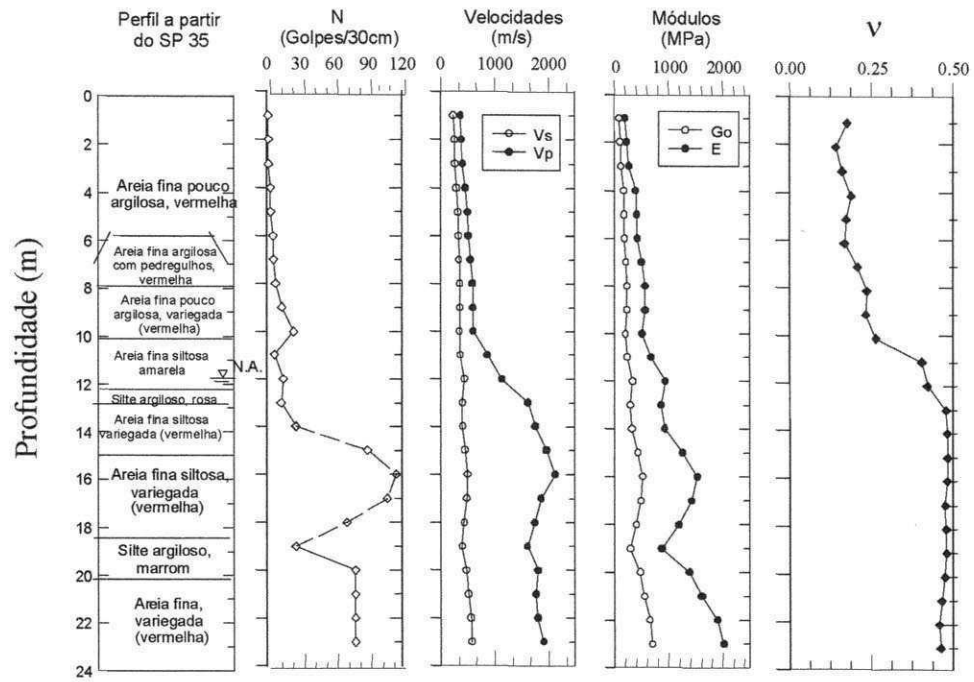 Perfil a partir
do SP 35
N
(Golpes/30cm)
0 30 60 90 120
Velocidades
(m/s)
0 1000 2000
Módulos
(MPa)
0 1000 2000
ν
0.00 0.25 0.50
Profundidade (m)
0
2
4
6
8
10
12
14
16
18
20
22
24
Areia fina pouco
argilosa, vermelha
Areia fina argilosa
com pedregulhos,
vermelha
Areia fina pouco
argilosa, variegada
(vermelha)
Areia fina siltosa
amarela
N.A.
Silte argiloso, rosa
Areia fina siltosa
variegada (vermelha)
Areia fina siltosa,
variegada
(vermelha)
Silte argiloso,
marrom
Areia fina,
variegada
(vermelha)
Vs
Vp
Go
E